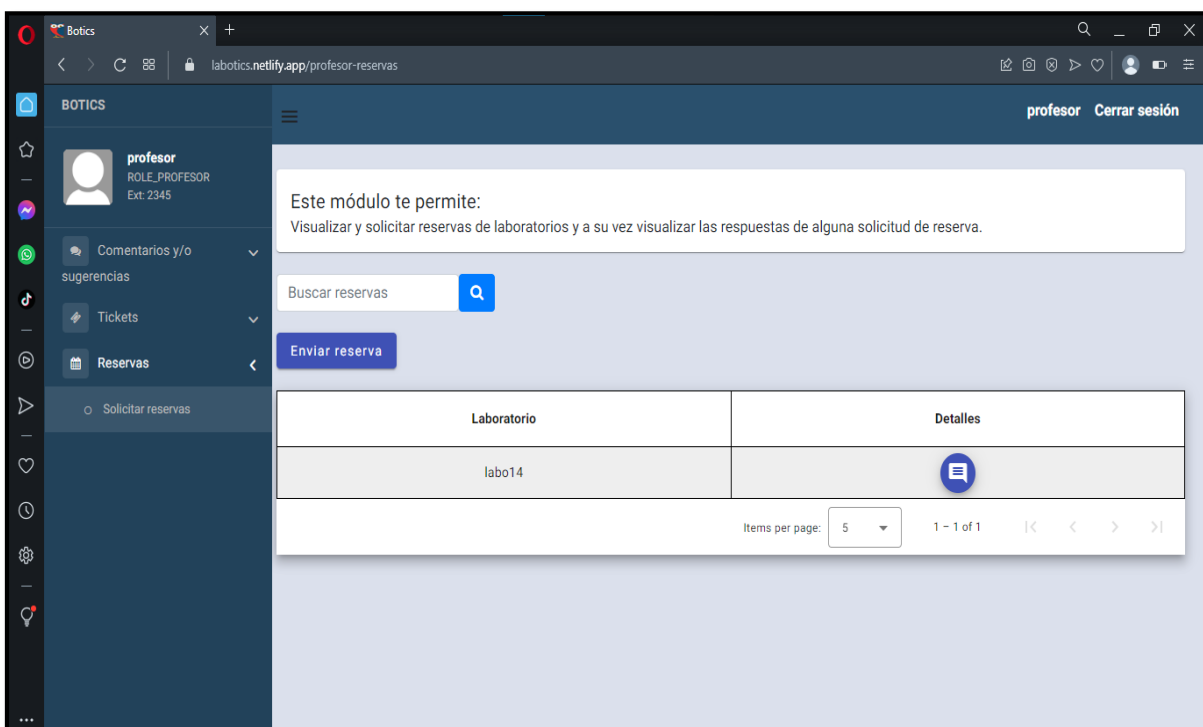 Botics
labotics.netlify.app/profesor-reservas
BOTICS
profesor Cerrar sesión
profesor
ROLE_PROFESOR
Ext: 2345
Comentarios y/o
sugerencias
Tickets
Reservas
Solicitar reservas
Este módulo te permite:
Visualizar y solicitar reservas de laboratorios y a su vez visualizar las respuestas de alguna solicitud de reserva.
Buscar reservas
Enviar reserva
Laboratorio Detalles
labo14
Items per page: 5 1 – 1 of 1